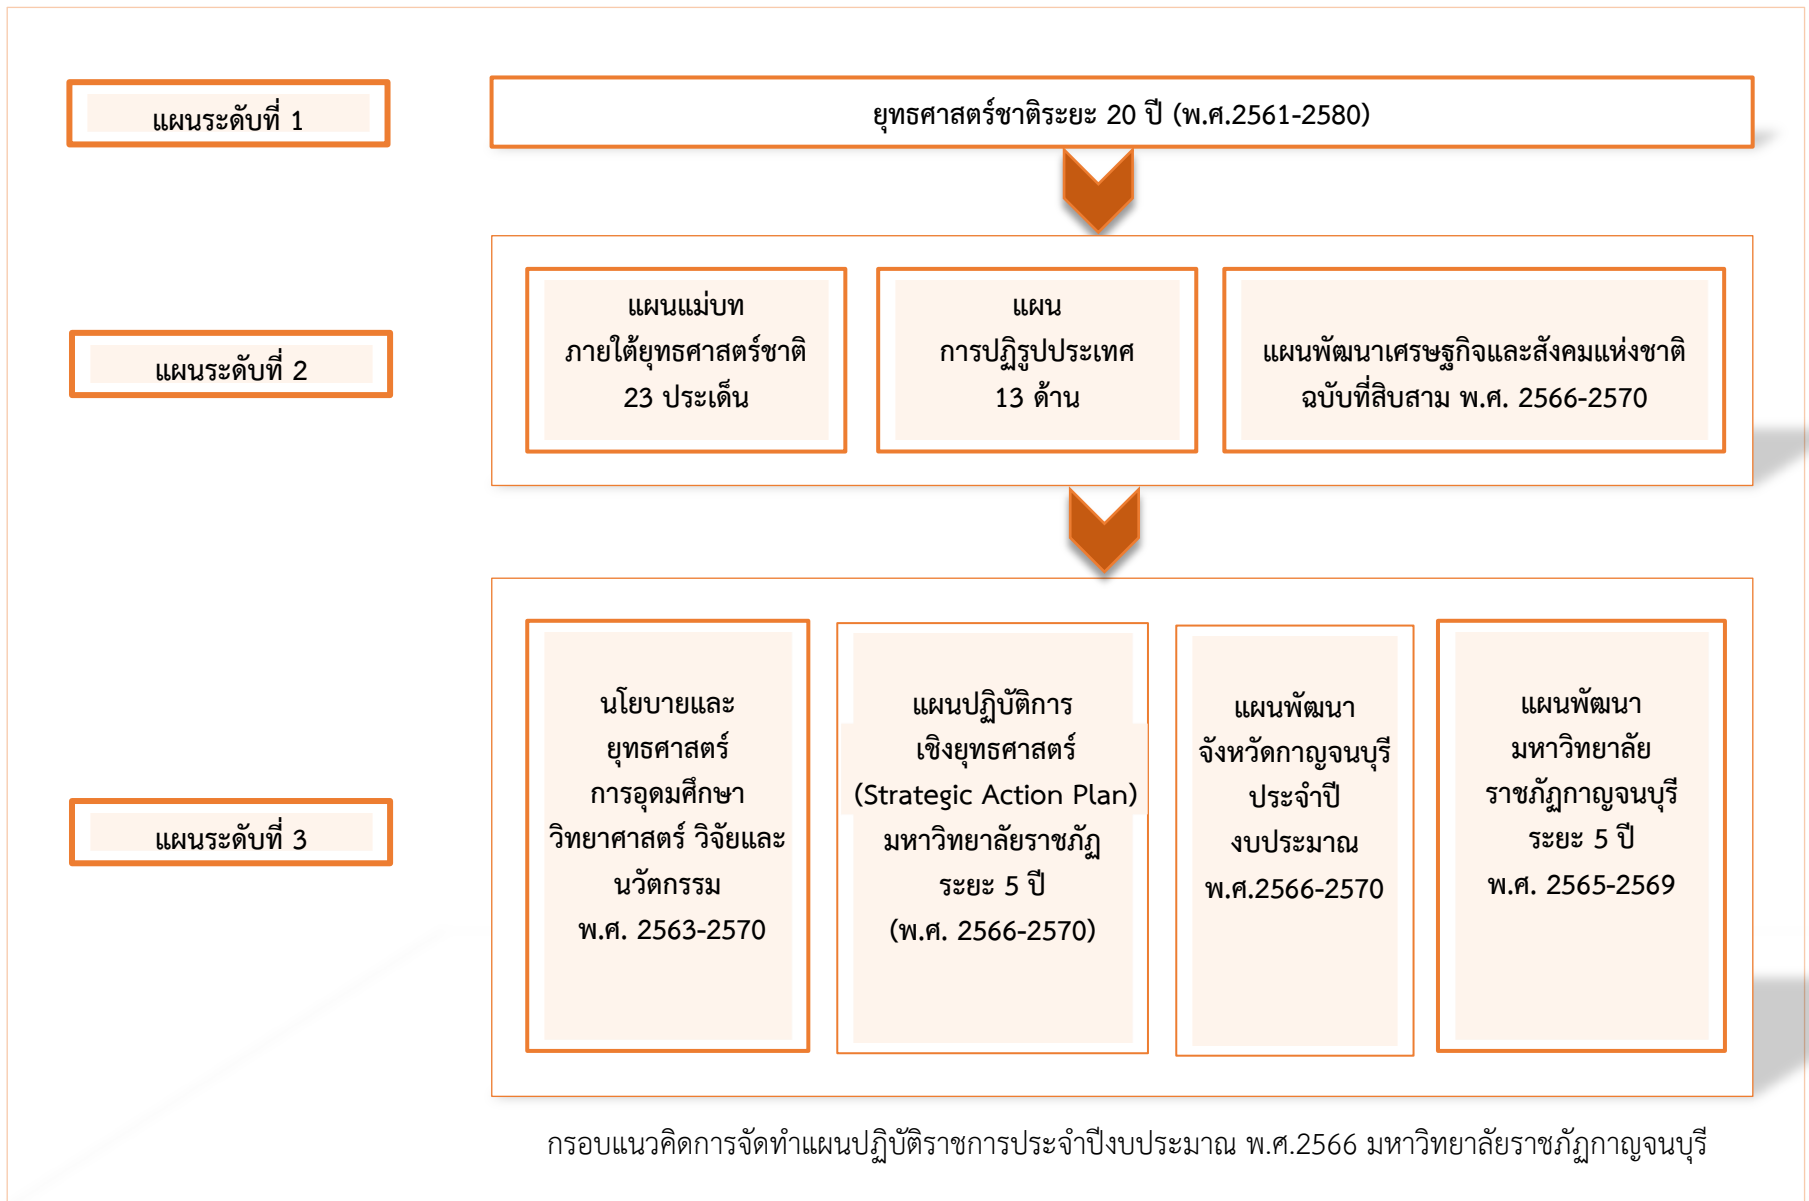 แผนระดับที่ 1
ยุทธศาสตร์ชาติระยะ 20 ปี (พ.ศ.2561-2580)
แผนระดับที่ 2
แผนแม่บท
ภายใต้ยุทธศาสตร์ชาติ
23 ประเด็น
แผน
การปฏิรูปประเทศ
13 ด้าน
แผนพัฒนาเศรษฐกิจและสังคมแห่งชาติ
ฉบับที่สิบสาม พ.ศ. 2566-2570
แผนระดับที่ 3
นโยบายและ
ยุทธศาสตร์
การอุดมศึกษา
วิทยาศาสตร์ วิจัยและ
นวัตกรรม
พ.ศ. 2563-2570
แผนปฏิบัติการ
เชิงยุทธศาสตร์
(Strategic Action Plan)
มหาวิทยาลัยราชภัฏ
ระยะ 5 ปี
(พ.ศ. 2566-2570)
แผนพัฒนา
จังหวัดกาญจนบุรี
ประจำปี
งบประมาณ
พ.ศ.2566-2570
แผนพัฒนา
มหาวิทยาลัย
ราชภัฏกาญจนบุรี
ระยะ 5 ปี
พ.ศ. 2565-2569
กรอบแนวคิดการจัดทำแผนปฏิบัติราชการประจำปีงบประมาณ พ.ศ.2566 มหาวิทยาลัยราชภัฏกาญจนบุรี